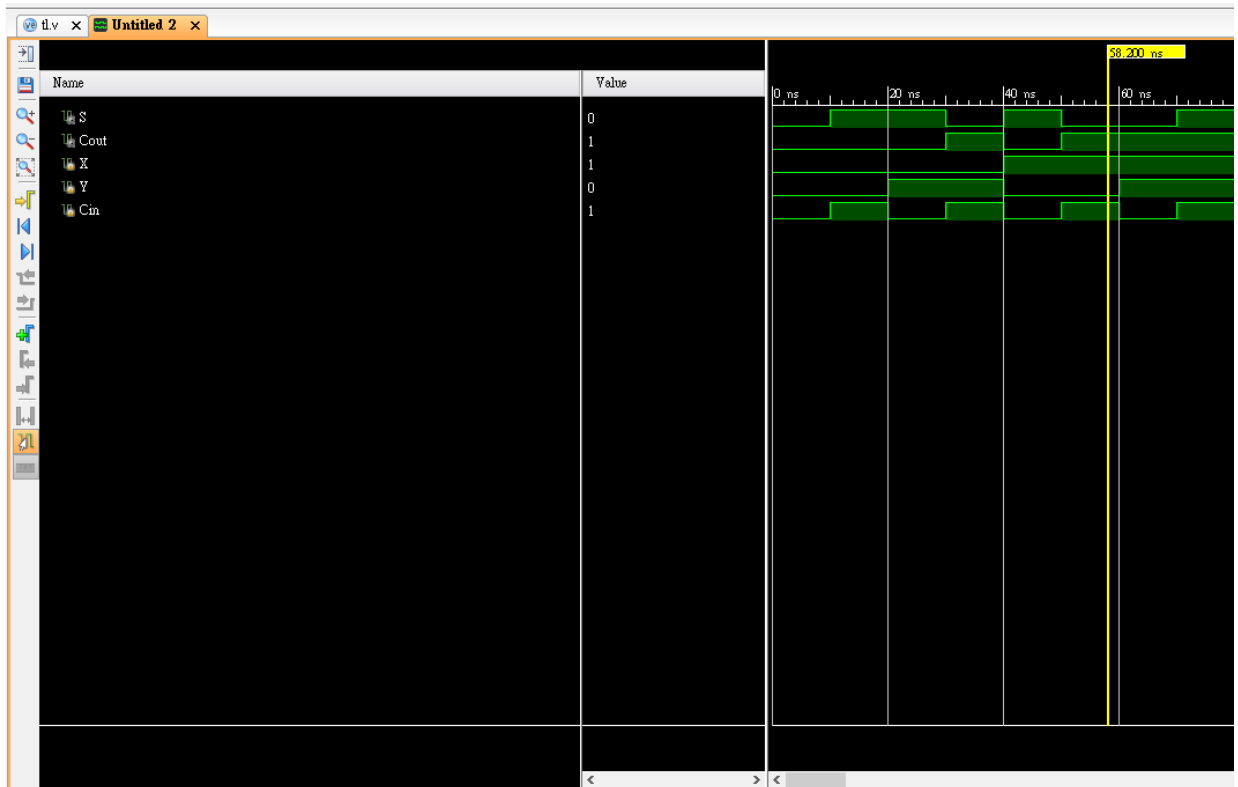 tl.v Untitled 2
58.200 ns
Name Value
0 ns 20 ns 40 ns 60 ns
S 0
Cout 1
X 1
Y 0
Cin 1